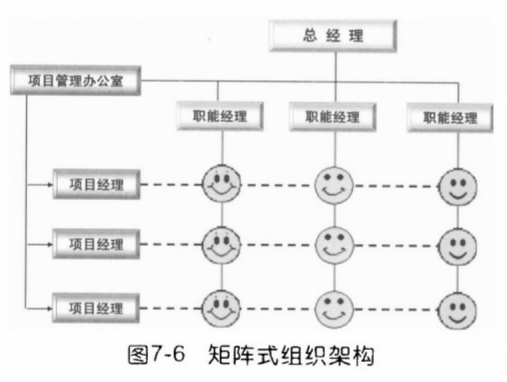 总经理
项目管理办公室
职能经理 职能经理 职能经理
项目经理
项目经理
项目经理
图7-6 矩阵式组织架构